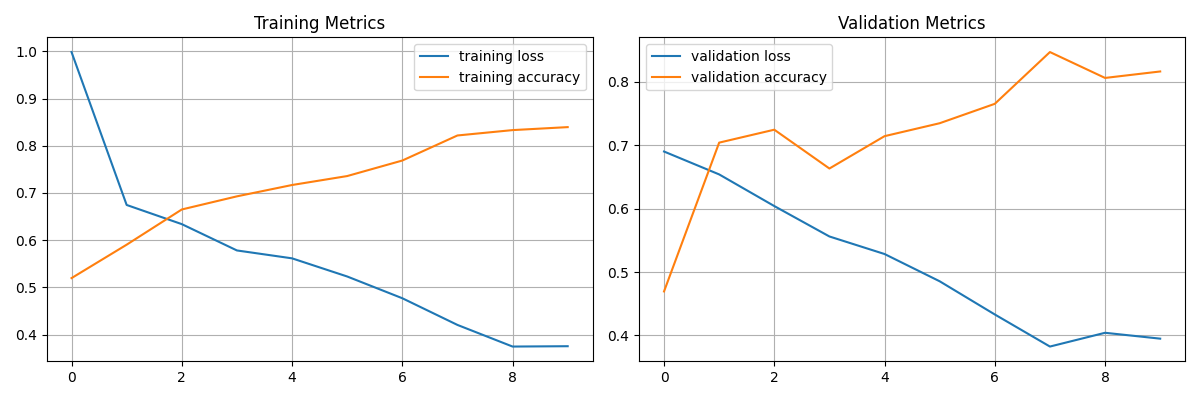 Training Metrics
training loss
training accuracy
1.0
0.9
0.8
0.7
0.6
0.5
0.4
0 2 4 6 8
Validation Metrics
validation loss
validation accuracy
0.8
0.7
0.6
0.5
0.4
0 2 4 6 8